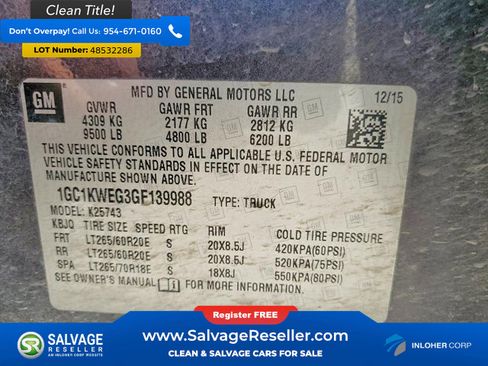 Clean Title!
Don't Overpay! Call Us: 954-671-0160
LOT Number: 48532286
GM
MFD BY GENERAL MOTORS LLC 12/15
GVWR GAWR FRT GAWR RR
4309 KG 2177 KG 2812 KG
9500 LB 4800 LB 6200 LB
THIS VEHICLE CONFORMS TO ALL APPLICABLE U.S. FEDERAL MOTOR
VEHICLE SAFETY STANDARDS IN EFFECT ON THE DATE OF
MANUFACTURE SHOWN ABOVE.
1GC1KWEG3GF139988 TYPE: TRUCK
MODEL: K25743
KBJQ TIRE SIZE SPEED RTG RIM COLD TIRE PRESSURE
FRT LT265/60R20E S 20X8.5J 420KPA(60PSI)
RR LT265/60R20E S 20X8.5J 520KPA(75PSI)
SPA LT265/70R18E S 18X8J 550KPA(80PSI)
SEE OWNER'S MANUAL FOR MORE INFORMATION.
Register FREE
SALVAGE
RESELLER.COM
AN INLOHER CORP WEBSITE
www.SalvageReseller.com
CLEAN & SALVAGE CARS FOR SALE
INLOHER CORP